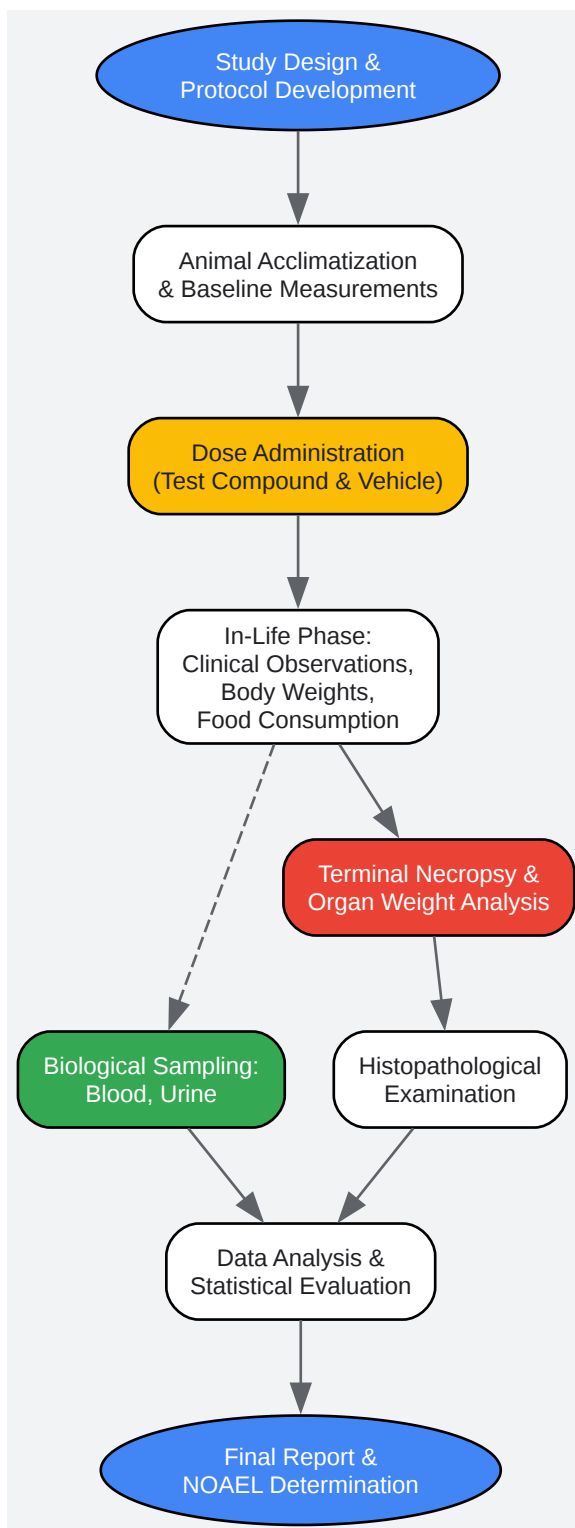 Study Design &
Protocol Development
Animal Acclimatization
& Baseline Measurements
Dose Administration
(Test Compound & Vehicle)
In-Life Phase:
Clinical Observations,
Body Weights,
Food Consumption
Terminal Necropsy &
Organ Weight Analysis
Biological Sampling:
Blood, Urine
Histopathological
Examination
Data Analysis &
Statistical Evaluation
Final Report &
NOAEL Determination